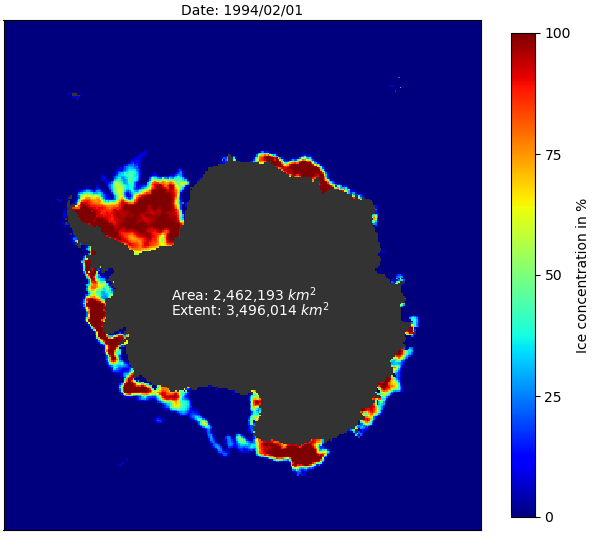 Date: 1994/02/01
100
75
Area: 2,462,193 km²
Extent: 3,496,014 km²
50
25
0
Ice concentration in %